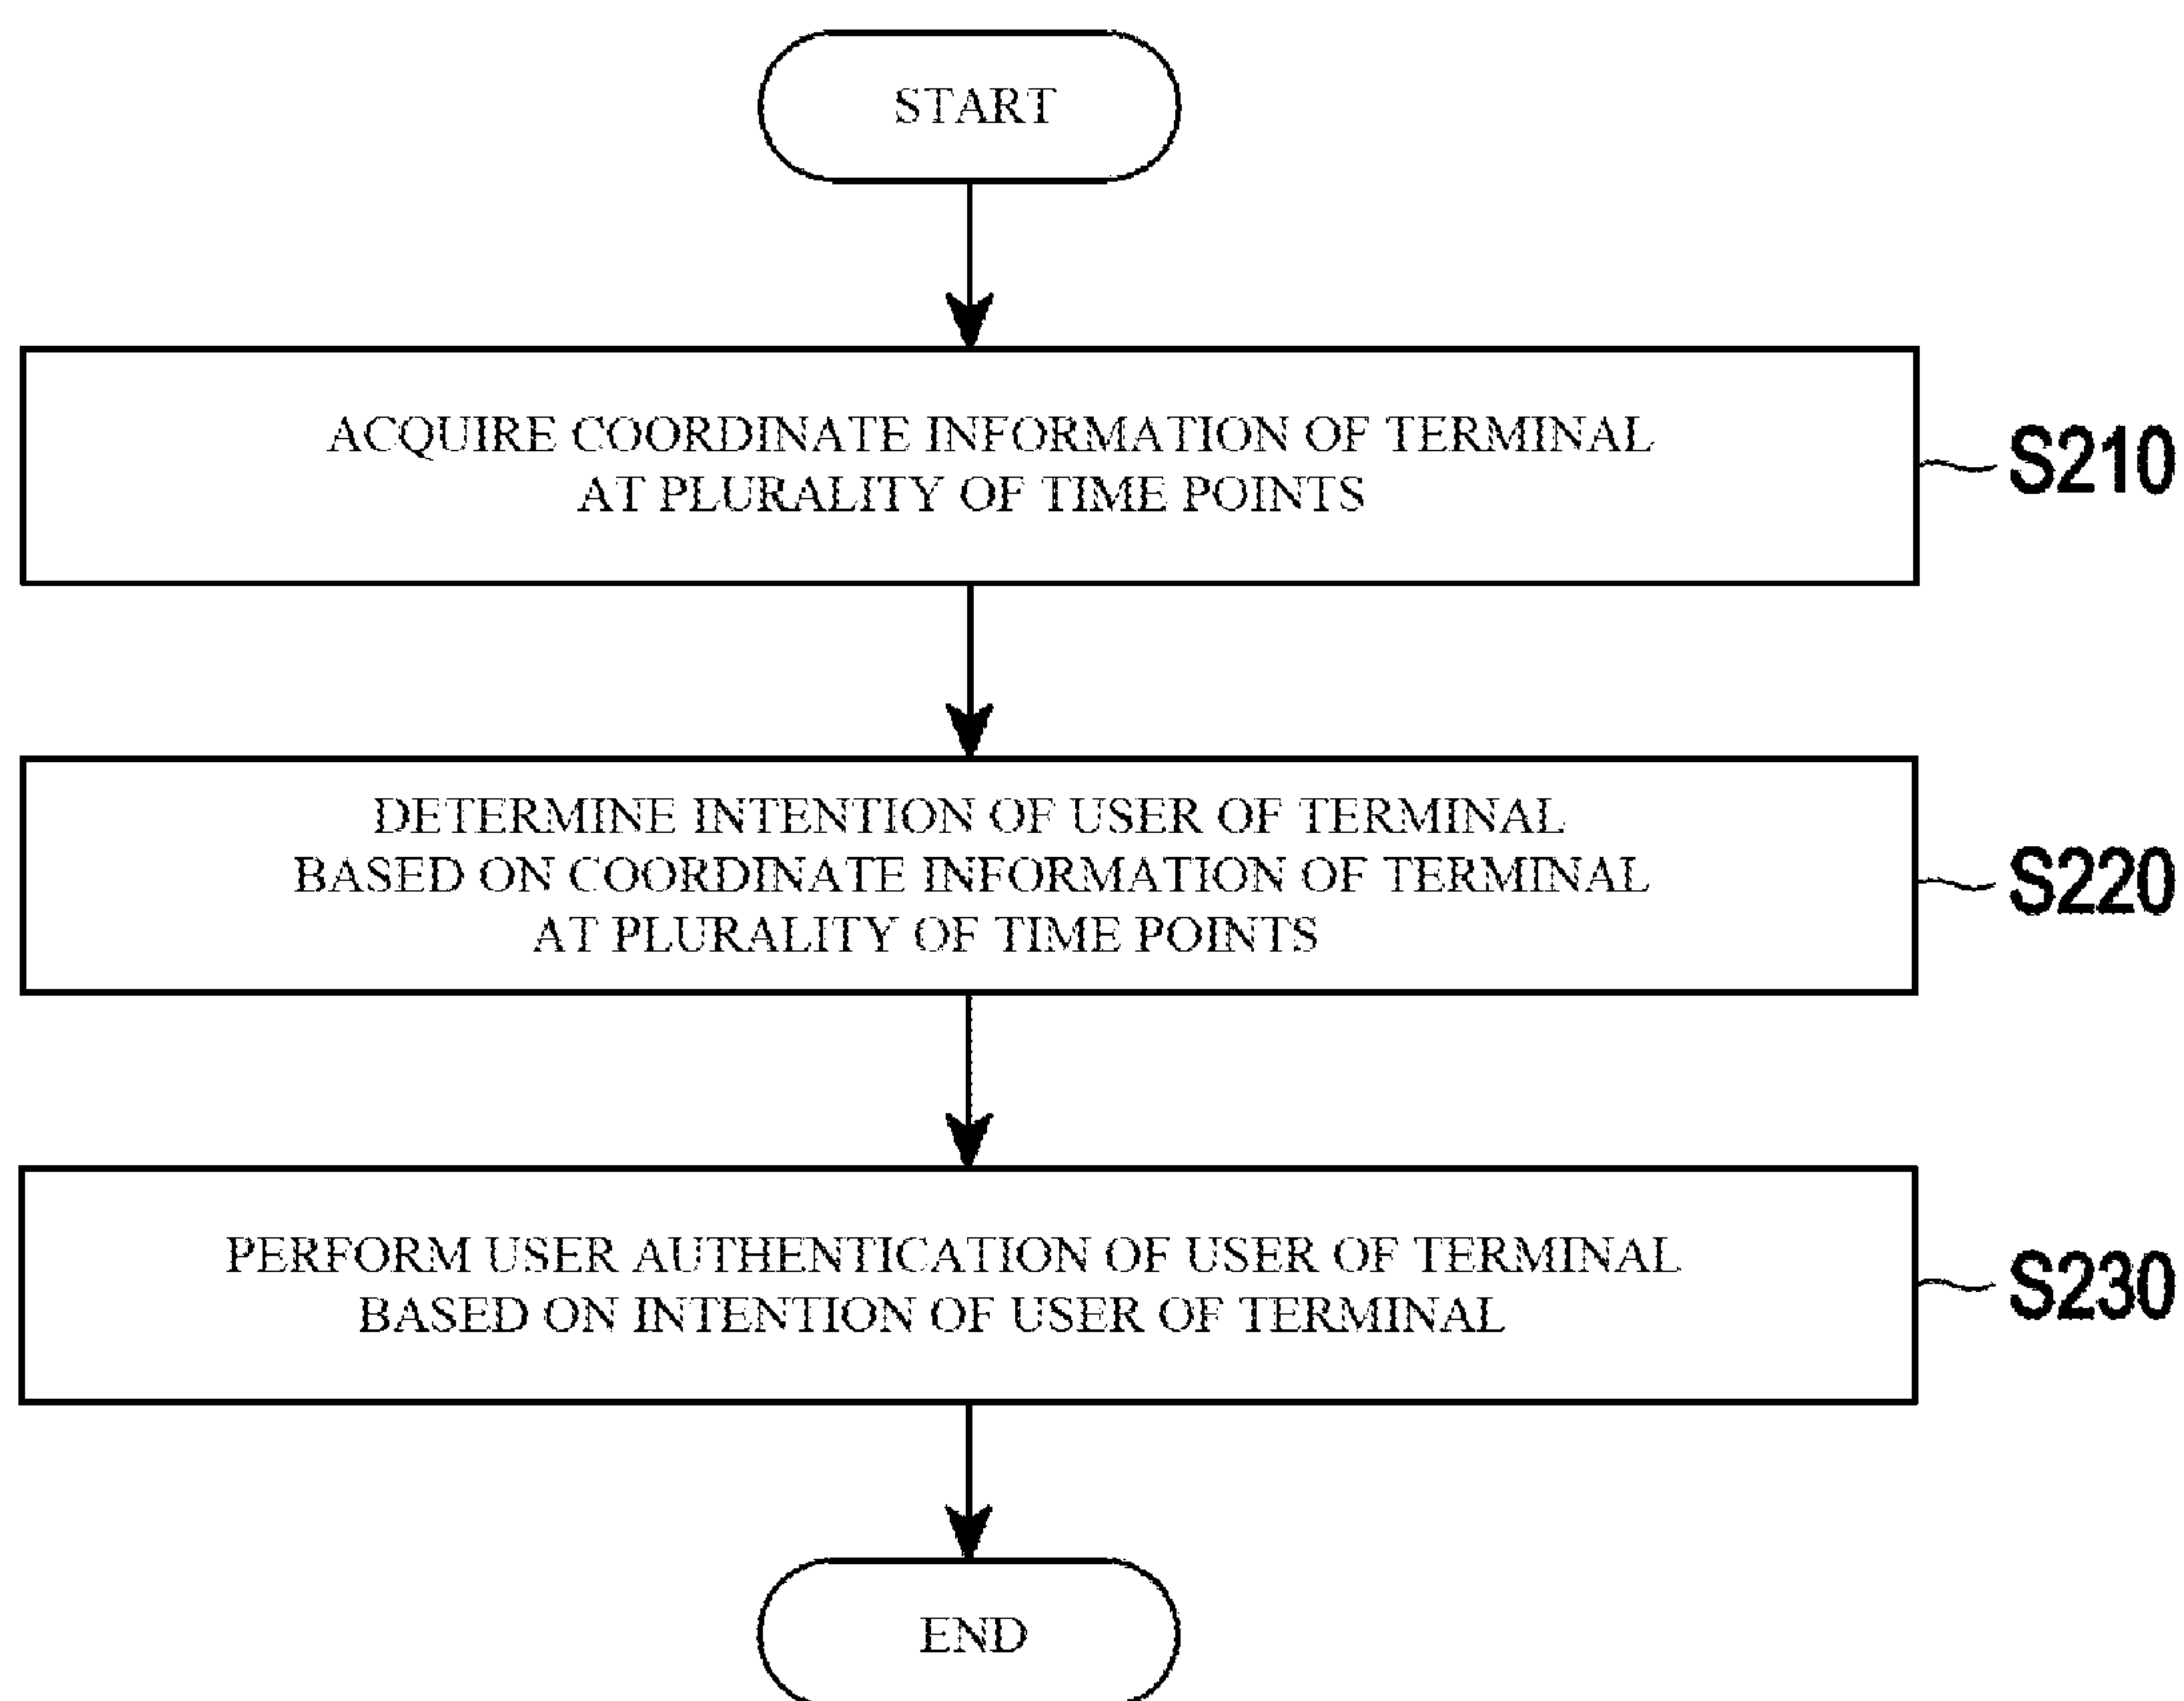 START
ACQUIRE COORDINATE INFORMATION OF TERMINAL
AT PLURALITY OF TIME POINTS
S210
DETERMINE INTENTION OF USER OF TERMINAL
BASED ON COORDINATE INFORMATION OF TERMINAL
AT PLURALITY OF TIME POINTS
S220
PERFORM USER AUTHENTICATION OF USER OF TERMINAL
BASED ON INTENTION OF USER OF TERMINAL
S230
END